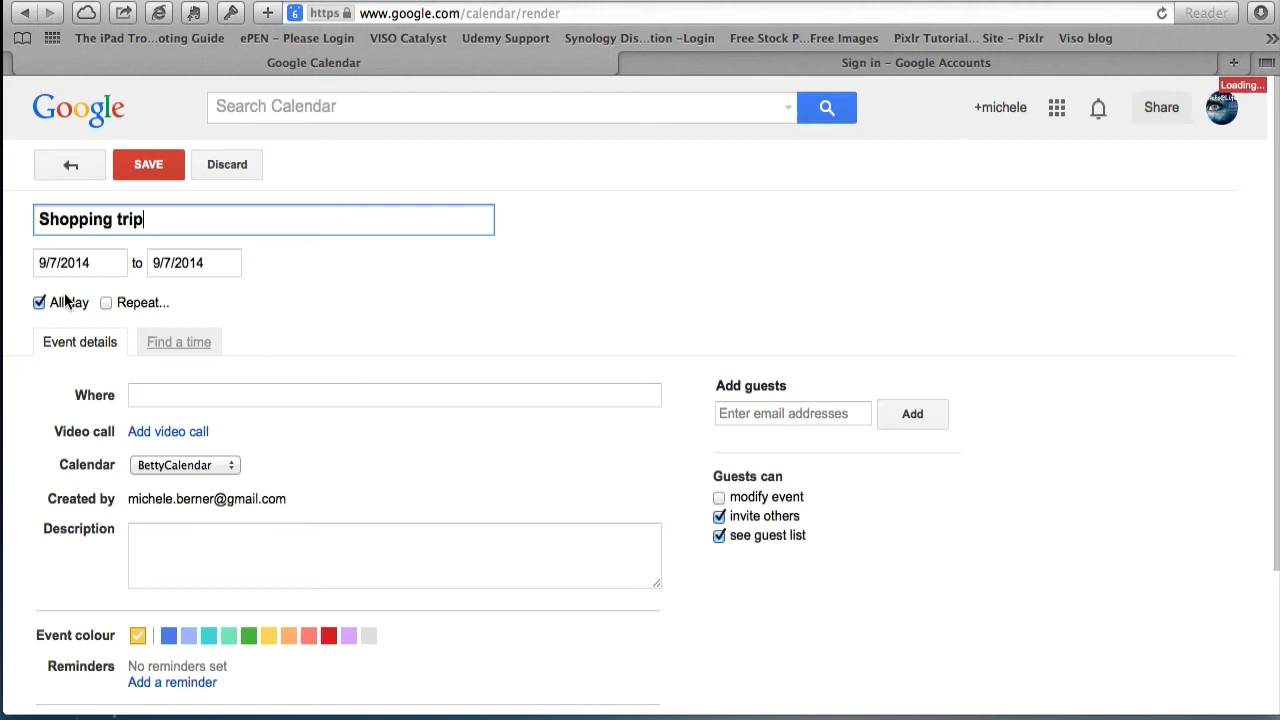 6 https www.google.com/calendar/render Reader
The iPad Tro...oting Guide ePEN - Please Login VISO Catalyst Udemy Support Synology Dis...tion -Login Free Stock P...Free Images Pixlr Tutorial... Site - Pixlr Viso blog
Google Calendar Sign in - Google Accounts
Loading...
Google Search Calendar +michele Share
SAVE Discard
Shopping trip
9/7/2014 to 9/7/2014
All day Repeat...
Event details Find a time
Where
Video call Add video call
Calendar BettyCalendar
Created by michele.berner@gmail.com
Description
Event colour
Reminders No reminders set
Add a reminder
Add guests
Enter email addresses Add
Guests can
modify event
invite others
see guest list